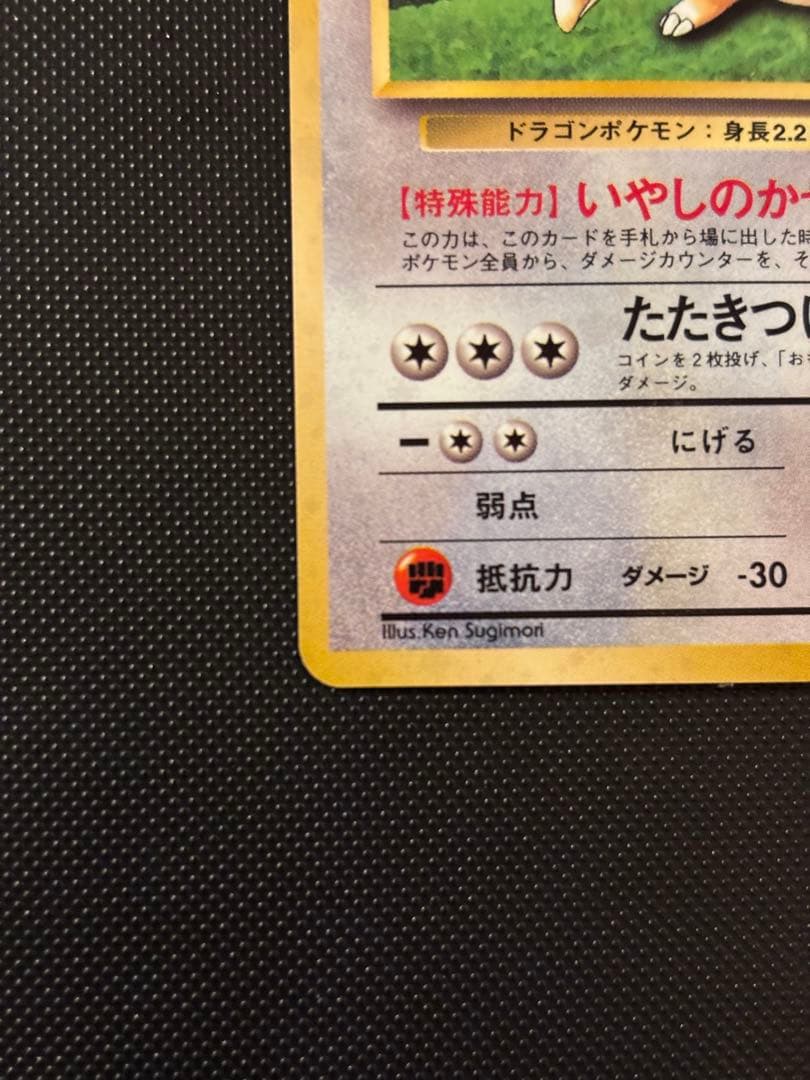 ドラゴンポケモン：身長2.2
【特殊能力】いやしのか
この力は、このカードを手札から場に出した時
ポケモン全員から、ダメージカウンターを、そ
たたきつけ
コインを2枚投げ、「お
ダメージ。
にげる
弱点
抵抗力 ダメージ -30
Illus.Ken Sugimori